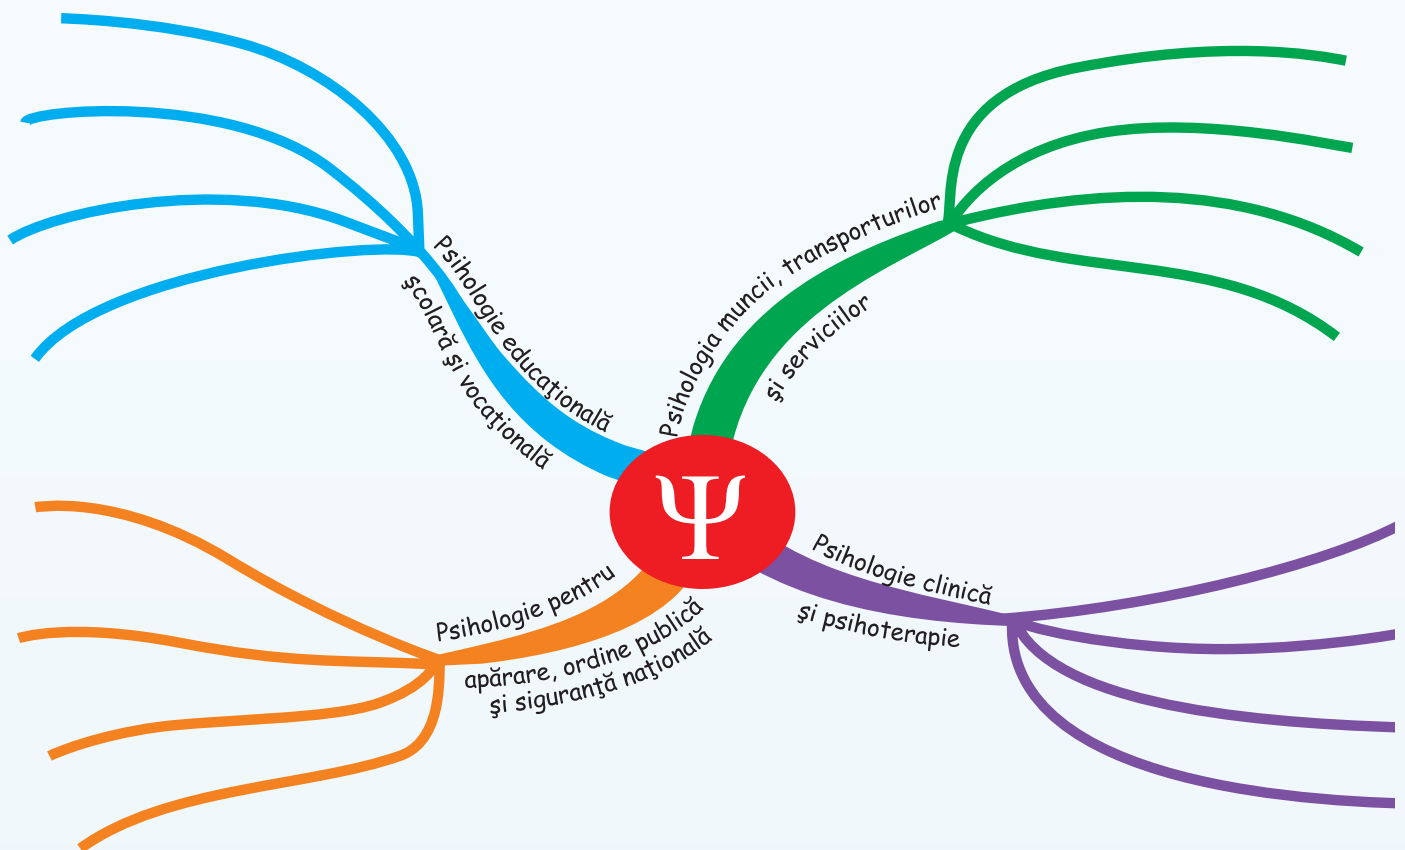 Psihologie educaţională
şcolară şi vocaţională
Psihologia muncii, transporturilor
şi serviciilor
Ψ
Psihologie pentru
apărare, ordine publică
şi siguranţă naţională
Psihologie clinică
şi psihoterapie